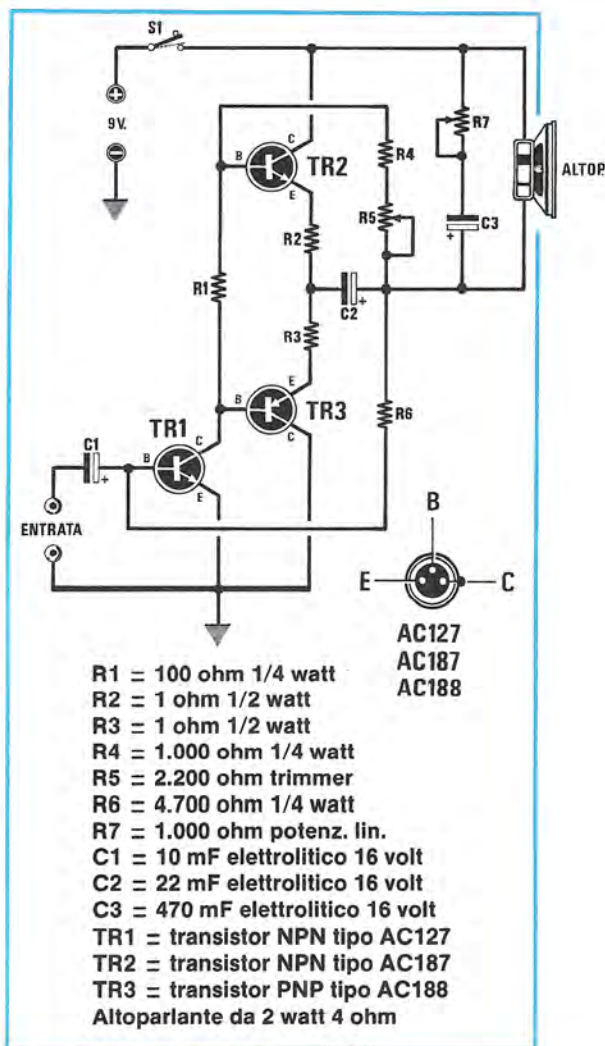 S1
9V.
C
B
TR2
E
R4
R7
ALTOP.
R5
R2
C3
+
R1
C2
+
R3
E
B
TR3
C
R6
C1
TR1
C
B
+
E
ENTRATA
B
E
C
AC127
AC187
AC188
R1 = 100 ohm 1/4 watt
R2 = 1 ohm 1/2 watt
R3 = 1 ohm 1/2 watt
R4 = 1.000 ohm 1/4 watt
R5 = 2.200 ohm trimmer
R6 = 4.700 ohm 1/4 watt
R7 = 1.000 ohm potenz. lin.
C1 = 10 mF elettrolitico 16 volt
C2 = 22 mF elettrolitico 16 volt
C3 = 470 mF elettrolitico 16 volt
TR1 = transistor NPN tipo AC127
TR2 = transistor NPN tipo AC187
TR3 = transistor PNP tipo AC188
Altoparlante da 2 watt 4 ohm